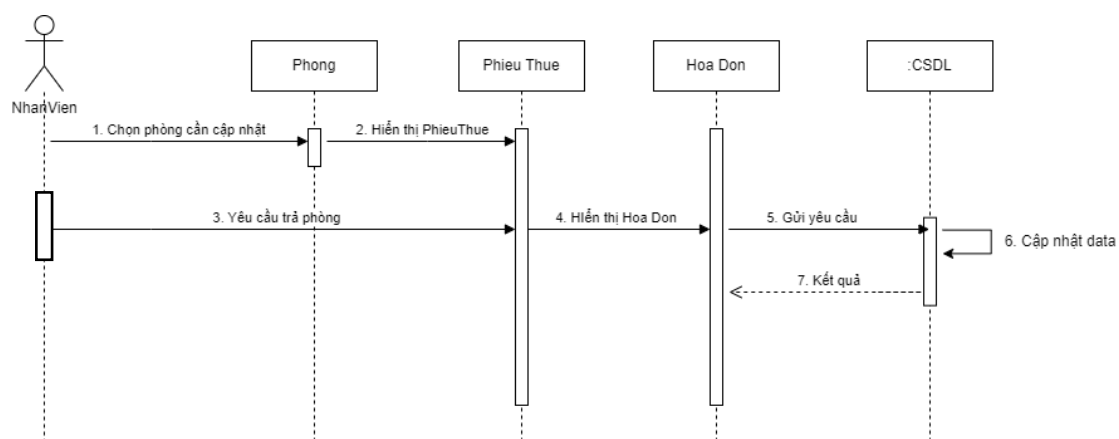 Phong
Phieu Thue
Hoa Don
:CSDL
NhanVien
1. Chọn phòng cần cập nhật
2. Hiển thị PhieuThue
3. Yêu cầu trả phòng
4. HIển thị Hoa Don
5. Gửi yêu cầu
6. Cập nhật data
7. Kết quả